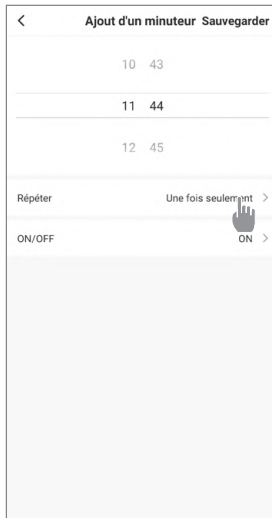 Ajout d'un minuteur Sauvegarder
10 43
11 44
12 45
Répéter Une fois seulement
ON/OFF ON